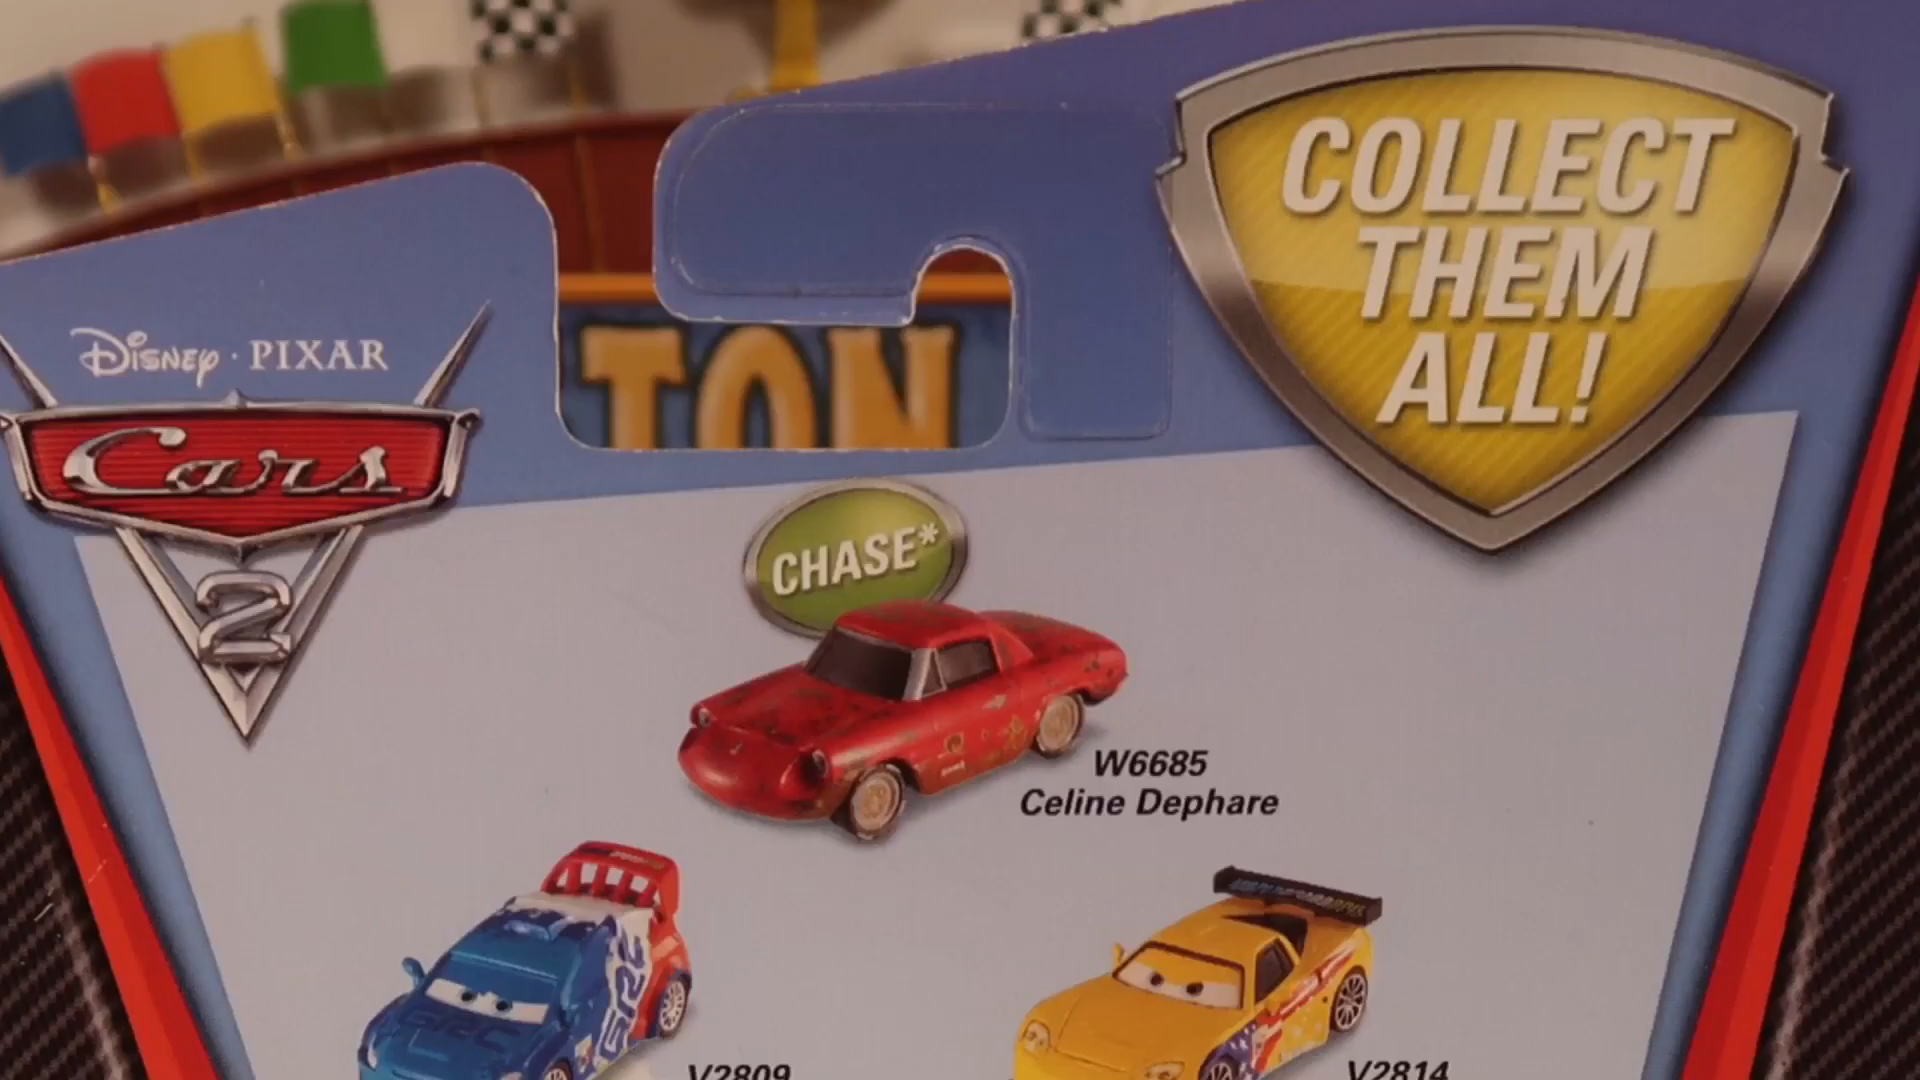 COLLECT
THEM
ALL!
TON
DISNEY · PIXAR
Cars
2
CHASE*
W6685
Celine Dephare
V2809
V2814